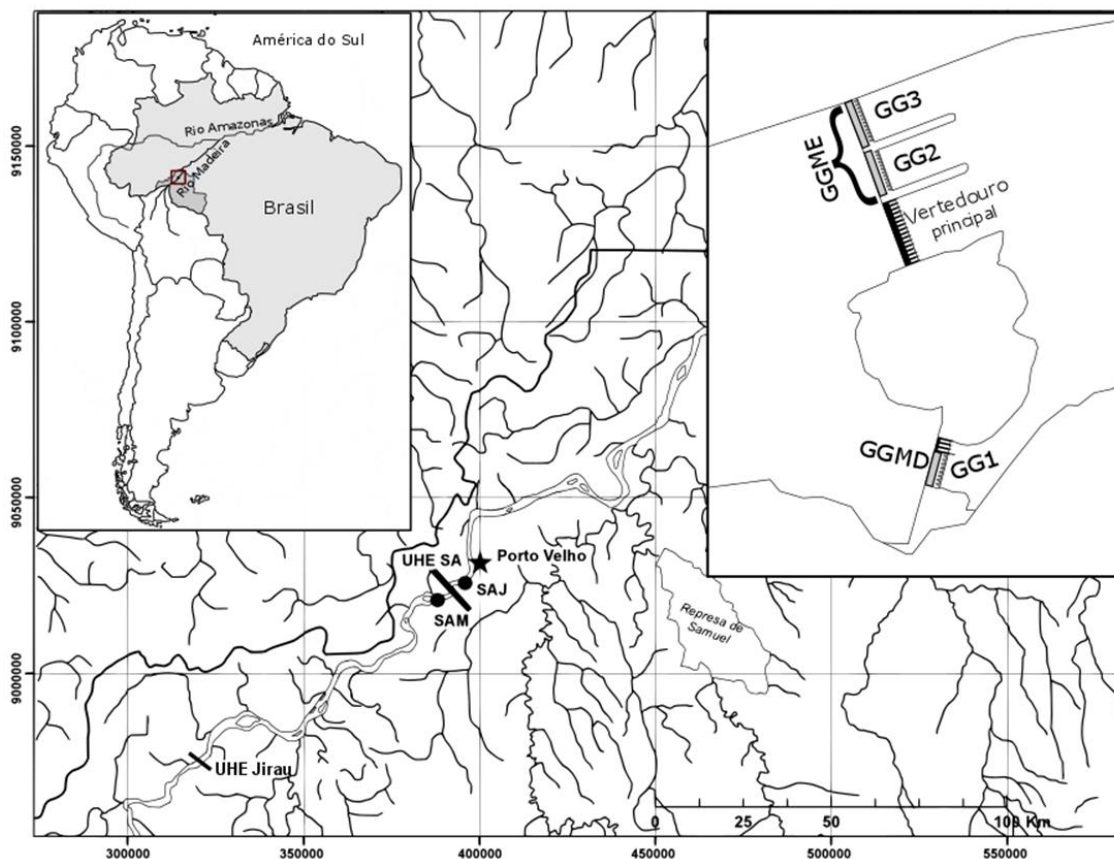 América do Sul
Rio Amazonas
Rio Madeira
Brasil
GG3
GG2
GGME
Vertedouro
principal
GGMD
GG1
9150000
9100000
9050000
9000000
UHE SA
Porto Velho
SAJ
SAM
Represa de
Samuel
UHE Jirau
0 25 50 100 Km
300000 350000 400000 450000 500000 550000